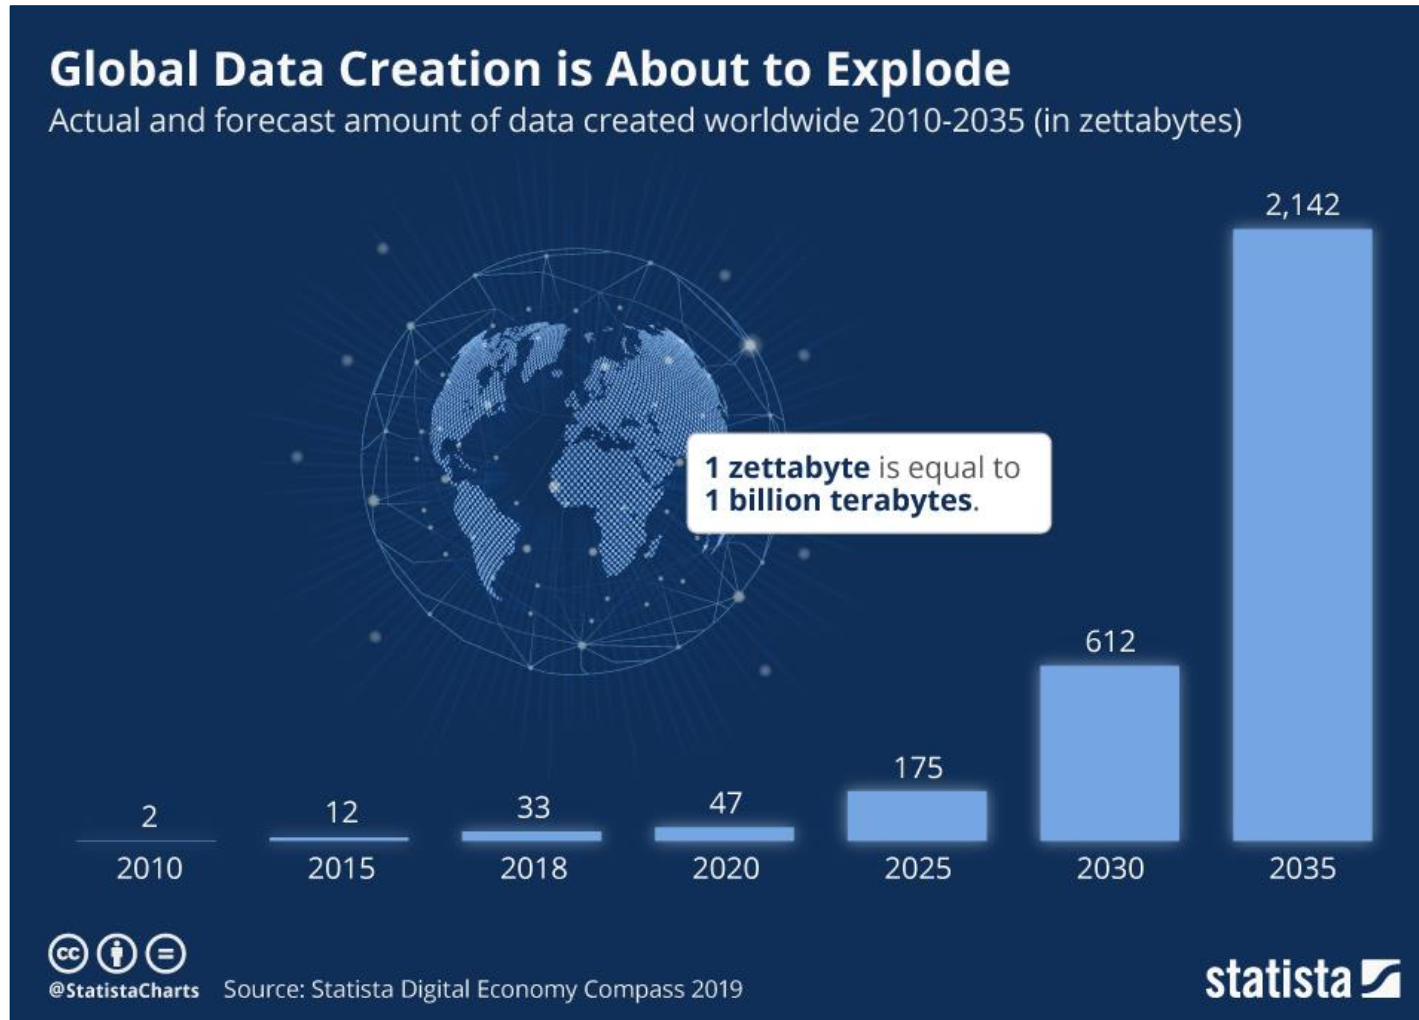 Global Data Creation is About to Explode
Actual and forecast amount of data created worldwide 2010-2035 (in zettabytes)
2,142
1 zettabyte is equal to
1 billion terabytes.
612
175
2
12
33
47
2010
2015
2018
2020
2025
2030
2035
cc
@StatistaCharts
Source: Statista Digital Economy Compass 2019
statista